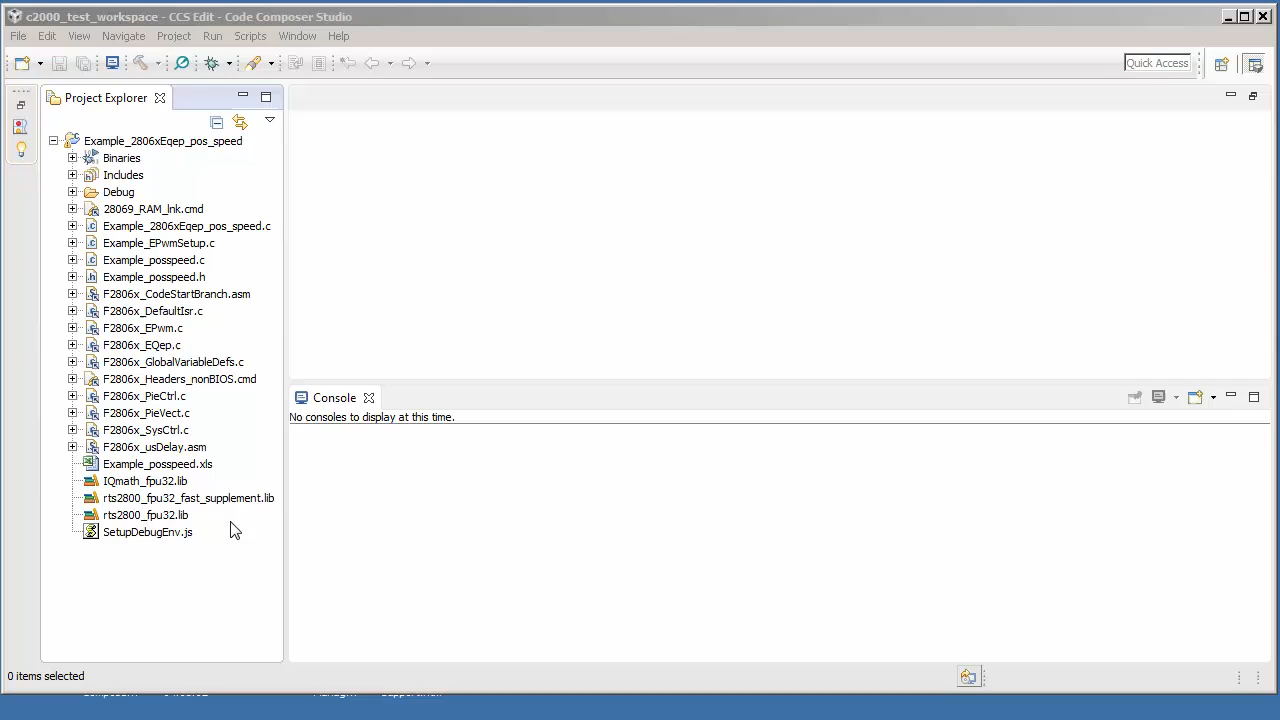 c2000_test_workspace - CCS Edit - Code Composer Studio
File Edit View Navigate Project Run Scripts Window Help
Quick Access
Project Explorer
Example_2806xEqep_pos_speed
Binaries
Includes
Debug
28069_RAM_lnk.cmd
Example_2806xEqep_pos_speed.c
Example_EPwmSetup.c
Example_posspeed.c
Example_posspeed.h
F2806x_CodeStartBranch.asm
F2806x_DefaultIsr.c
F2806x_EPwm.c
F2806x_EQep.c
F2806x_GlobalVariableDefs.c
F2806x_Headers_nonBIOS.cmd
F2806x_PieCtrl.c
F2806x_PieVect.c
F2806x_SysCtrl.c
F2806x_usDelay.asm
Example_posspeed.xls
IQmath_fpu32.lib
rts2800_fpu32_fast_supplement.lib
rts2800_fpu32.lib
SetupDebugEnv.js
Console
No consoles to display at this time.
0 items selected